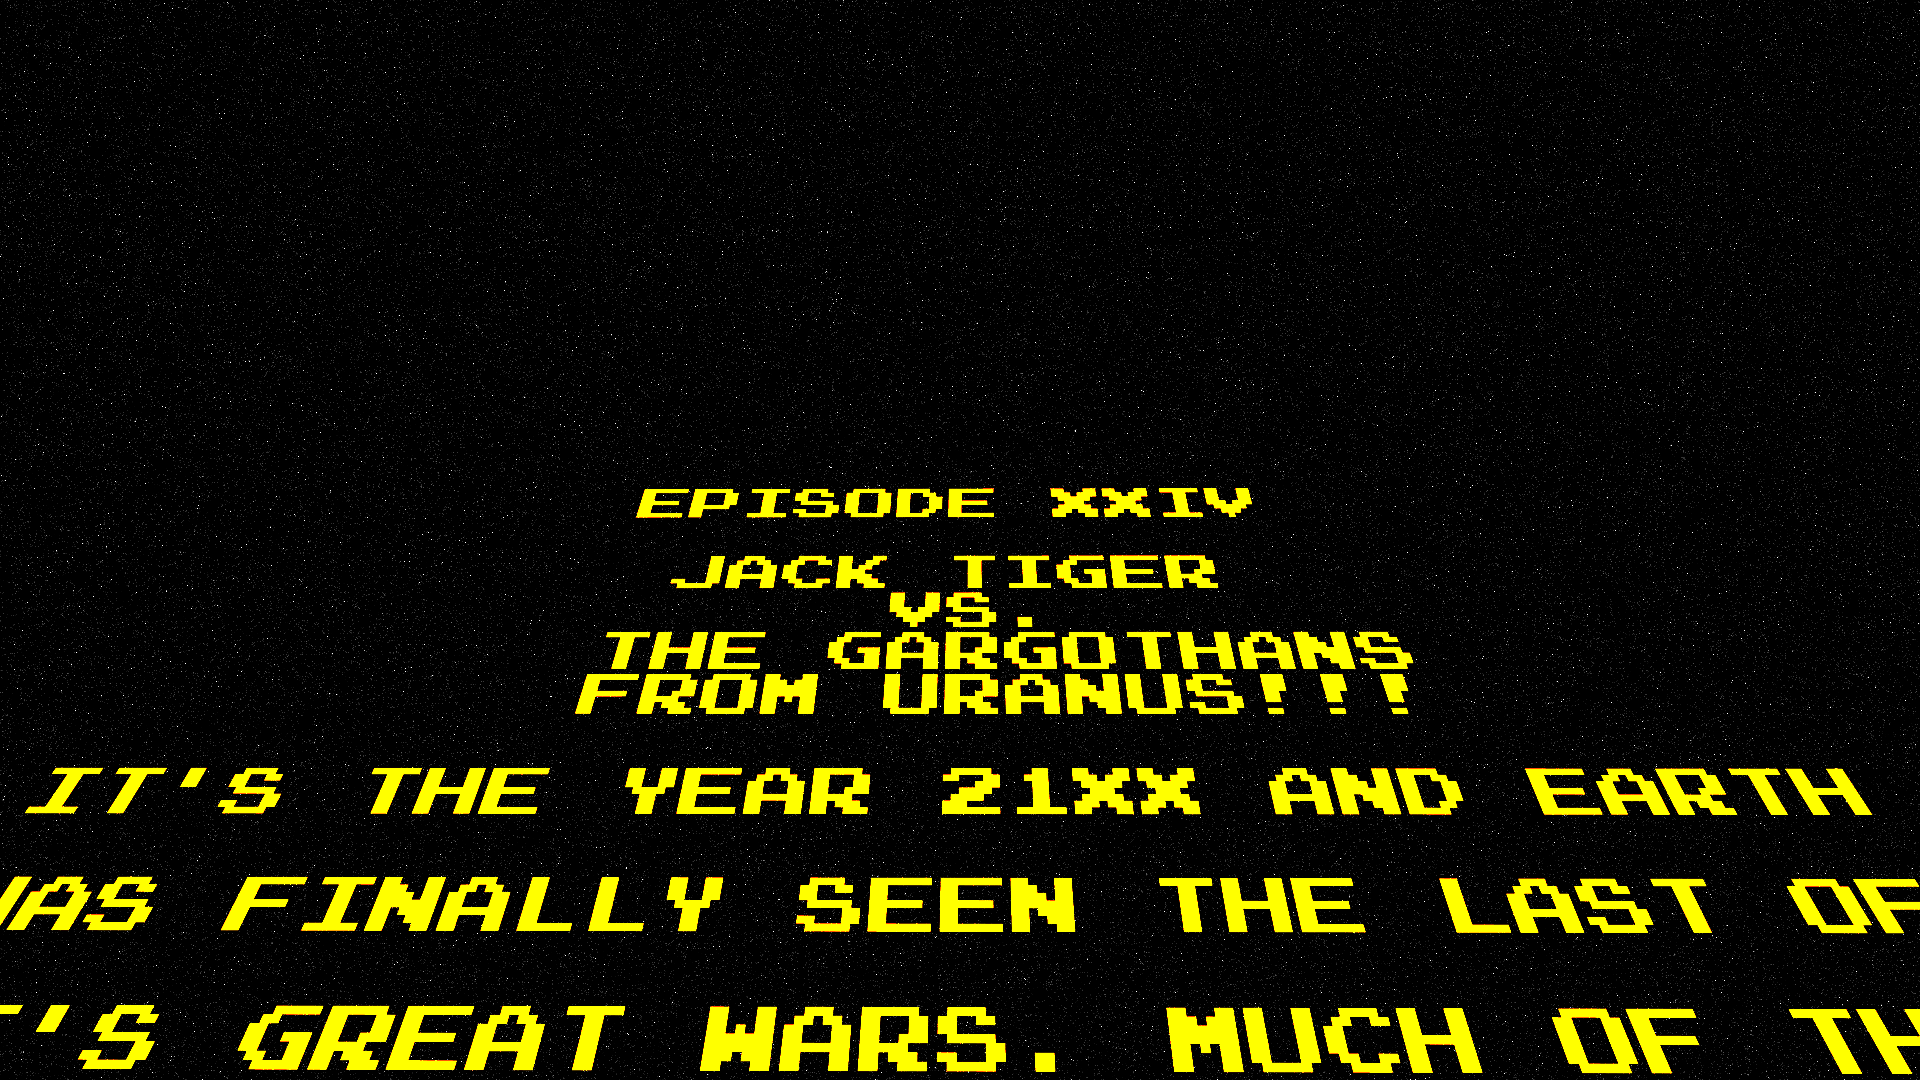 EPISODE XXIV
JACK TIGER
VS.
THE GARGOTHANS
FROM URANUS!!!
IT'S THE YEAR 21XX AND EARTH
FINALLY SEEN THE LAST OF
GREAT WARS. MUCH OF